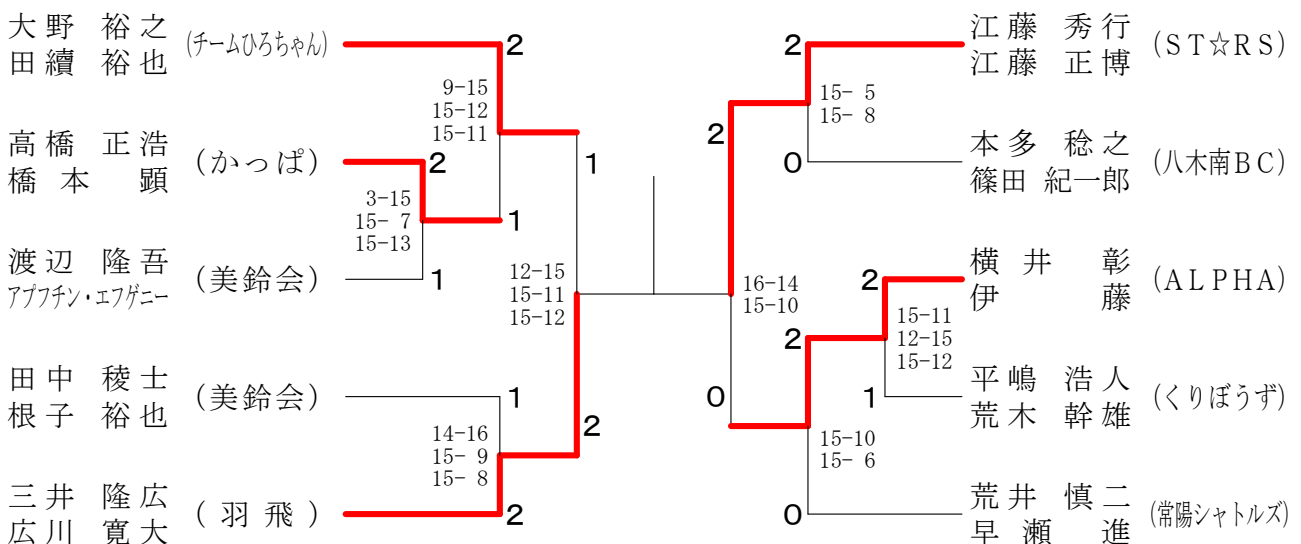 大野 裕之
田續 裕也
(チームひろちゃん)
2
9-15
15-12
15-11
高橋 正浩
橋本 顕
(かっぱ)
2
3-15
15- 7
15-13
1
渡辺 隆吾
アプフチン・エフゲニー
(美鈴会)
1
1
12-15
15-11
15-12
田中 稜士
根子 裕也
(美鈴会)
1
14-16
15- 9
15- 8
2
三井 隆広
広川 寛大
(羽飛)
2
江藤 秀行
江藤 正博
(ST☆RS)
2
15- 5
15- 8
2
本多 稔之
篠田 紀一郎
(八木南BC)
0
16-14
15-10
横井 彰
伊藤
(ALPHA)
2
15-11
12-15
15-12
2
平嶋 浩人
荒木 幹雄
(くりぼうず)
1
0
15-10
15- 6
荒井 慎二
早瀬 進
(常陽シャトルズ)
0